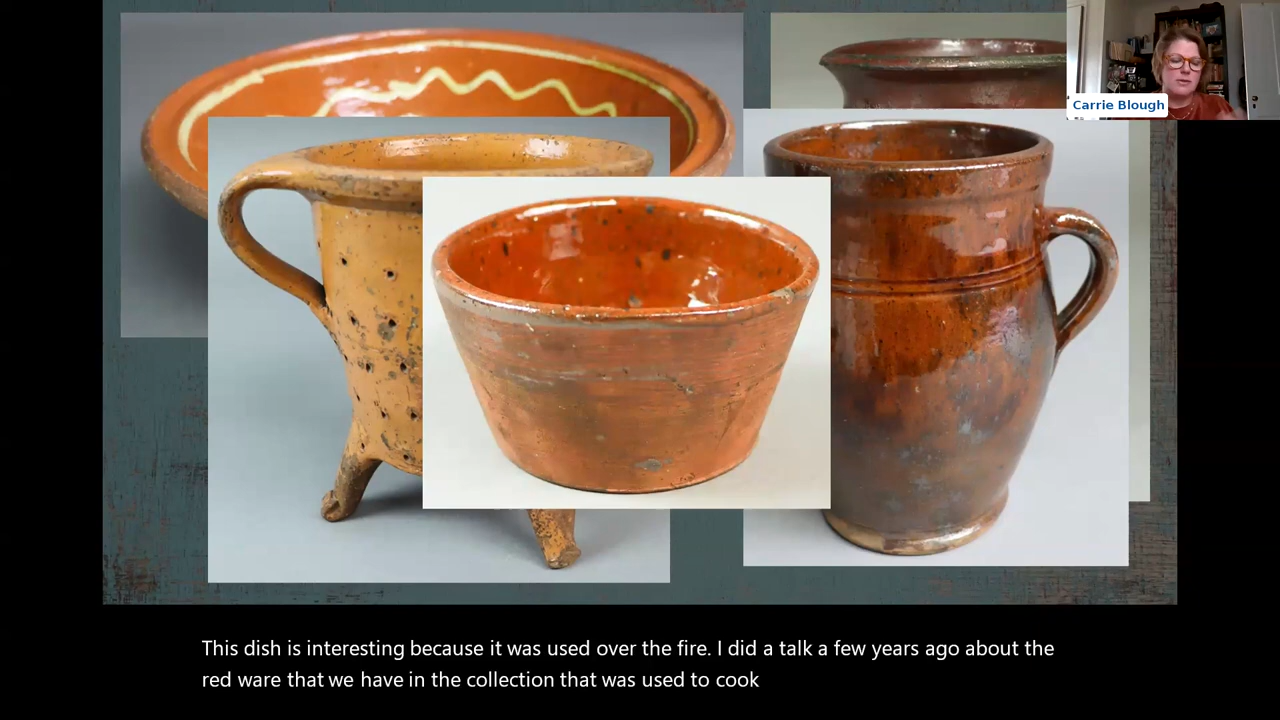 Carrie Blough
This dish is interesting because it was used over the fire. I did a talk a few years ago about the
red ware that we have in the collection that was used to cook